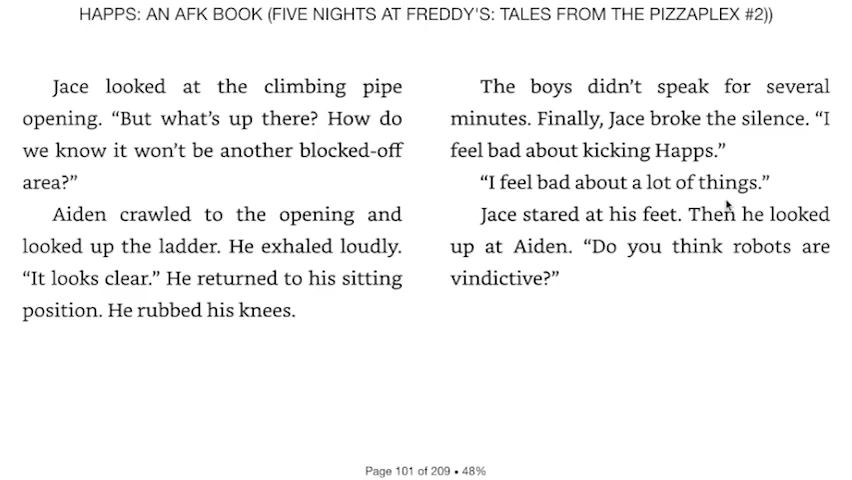 HAPPS: AN AFK BOOK (FIVE NIGHTS AT FREDDY'S: TALES FROM THE PIZZAPLEX #2))
Jace looked at the climbing pipe
opening. “But what’s up there? How do
we know it won’t be another blocked-off
area?”
Aiden crawled to the opening and
looked up the ladder. He exhaled loudly.
“It looks clear.” He returned to his sitting
position. He rubbed his knees.
The boys didn’t speak for several
minutes. Finally, Jace broke the silence. “I
feel bad about kicking Happs.”
“I feel bad about a lot of things.”
Jace stared at his feet. Then he looked
up at Aiden. “Do you think robots are
vindictive?”
Page 101 of 209 • 48%